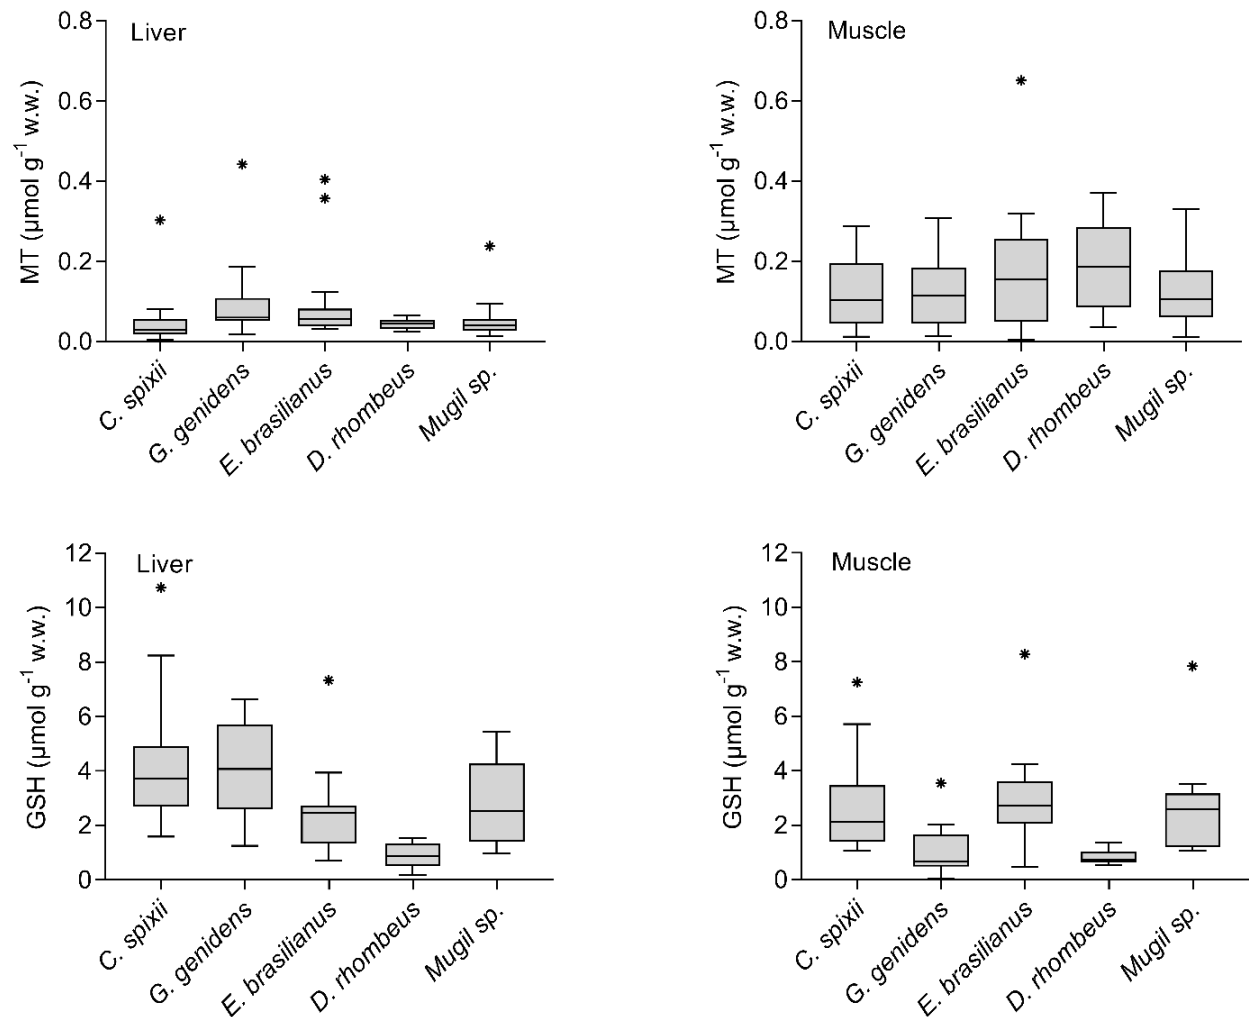 Liver
MT (µmol g⁻¹ w.w.)
0.8
0.6
0.4
0.2
0.0
C. spixii
G. genidens
E. brasilianus
D. rhombeus
Mugil sp.
Muscle
MT (µmol g⁻¹ w.w.)
0.8
0.6
0.4
0.2
0.0
C. spixii
G. genidens
E. brasilianus
D. rhombeus
Mugil sp.
Liver
GSH (µmol g⁻¹ w.w.)
12
10
8
6
4
2
0
C. spixii
G. genidens
E. brasilianus
D. rhombeus
Mugil sp.
Muscle
GSH (µmol g⁻¹ w.w.)
12
10
8
6
4
2
0
C. spixii
G. genidens
E. brasilianus
D. rhombeus
Mugil sp.